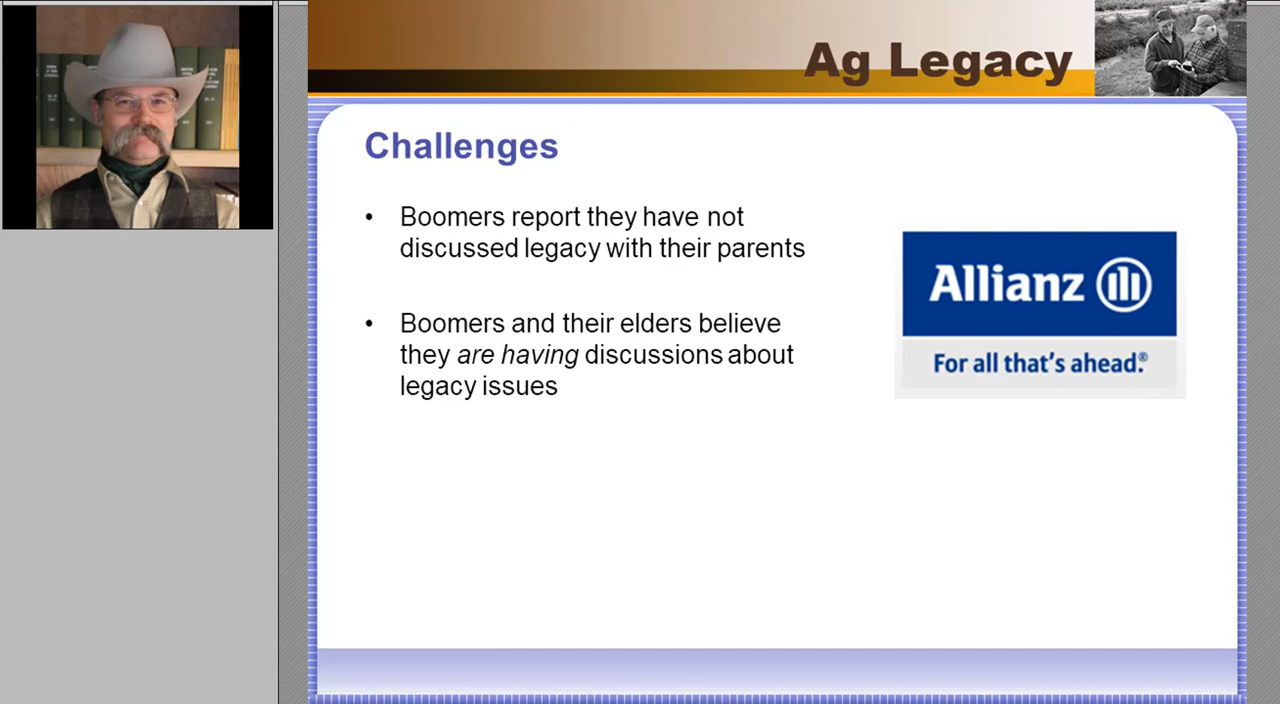 Ag Legacy
Challenges
• Boomers report they have not
discussed legacy with their parents
• Boomers and their elders believe
they are having discussions about
legacy issues
Allianz
For all that's ahead.®